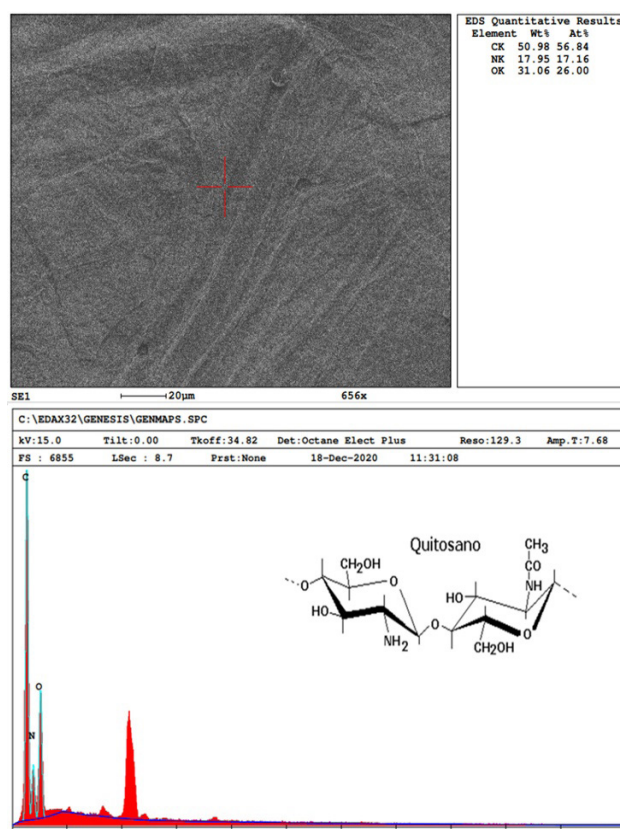 EDS Quantitative Results
Element Wt% At%
CK 50.98 56.84
NK 17.95 17.16
OK 31.06 26.00
SE1 20µm 656x
C:\EDAX32\GENESIS\GENMAPS.SPC
kV:15.0 Tilt:0.00 Tkoff:34.82 Det:Octane Elect Plus Reso:129.3 Amp.T:7.68
FS : 6855 LSec : 8.7 Prst:None 18-Dec-2020 11:31:08
C
O
N
Quitosano
CH3
CO
NH
CH2OH
O
HO
O
HO
O
NH2
CH2OH
O